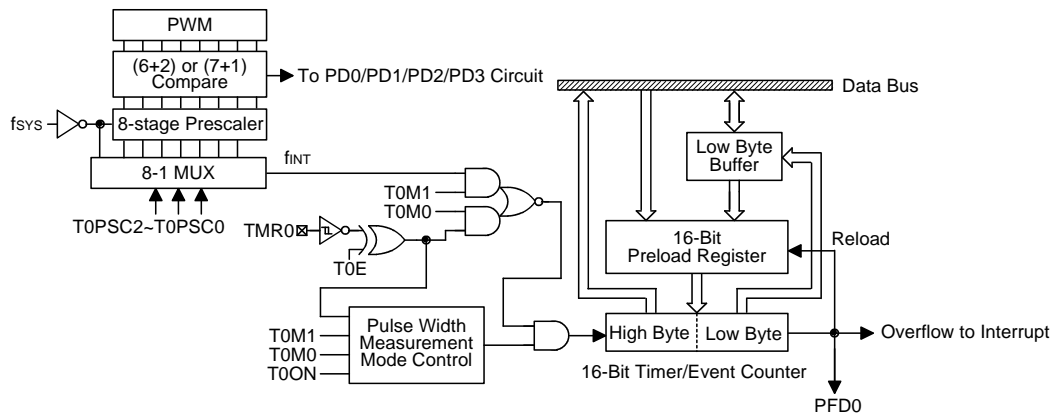 PWM
(6+2) or (7+1)
Compare
To PD0/PD1/PD2/PD3 Circuit
Data Bus
fSYS
8-stage Prescaler
Low Byte
Buffer
8-1 MUX
fINT
T0M1
T0M0
T0PSC2~T0PSC0
TMR0
T0E
16-Bit
Preload Register
Reload
T0M1
T0M0
T0ON
Pulse Width
Measurement
Mode Control
High Byte
Low Byte
Overflow to Interrupt
16-Bit Timer/Event Counter
PFD0